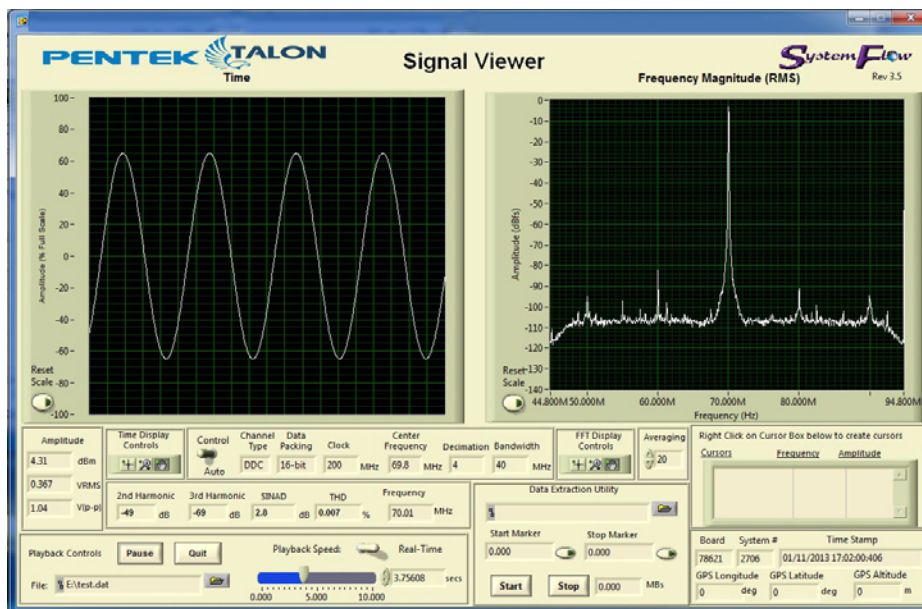 PENTEK TALON
Signal Viewer
SystemFlow
Rev 3.5
Time
Frequency Magnitude (RMS)
100
80
60
40
20
0
-20
-40
-60
-80
-100
Amplitude (% Full Scale)
Reset
Scale
0
-10
-20
-30
-40
-50
-60
-70
-80
-90
-100
-110
-120
-130
-140
Amplitude (dBfs)
Reset
Scale
44.800M 50.000M 60.000M 70.000M 80.000M 94.800M
Frequency (Hz)
Amplitude
4.31 dBm
0.367 VRMS
1.04 V(p-p)
Time Display
Controls
Control
Auto
Channel
Type
DDC
Data
Packing
16-bit
Clock
200 MHz
Center
Frequency
69.8 MHz
Decimation
4
Bandwidth
40 MHz
FFT Display
Controls
Averaging
20
Right Click on Cursor Box below to create cursors
Cursors Frequency Amplitude
2nd Harmonic
-49 dB
3rd Harmonic
-69 dB
SINAD
2.8 dB
THD
0.007 %
Frequency
70.01 MHz
Data Extraction Utility
Start Marker
0.000
Stop Marker
0.000
Start Stop 0.000 MBs
Playback Controls Pause Quit
Playback Speed: Real-Time
File: E:\test.dat
0.000 5.000 10.000
3.75608 secs
Board System # Time Stamp
78621 2706 01/11/2013 17:02:00:406
GPS Longitude GPS Latitude GPS Altitude
0 deg 0 deg 0 m